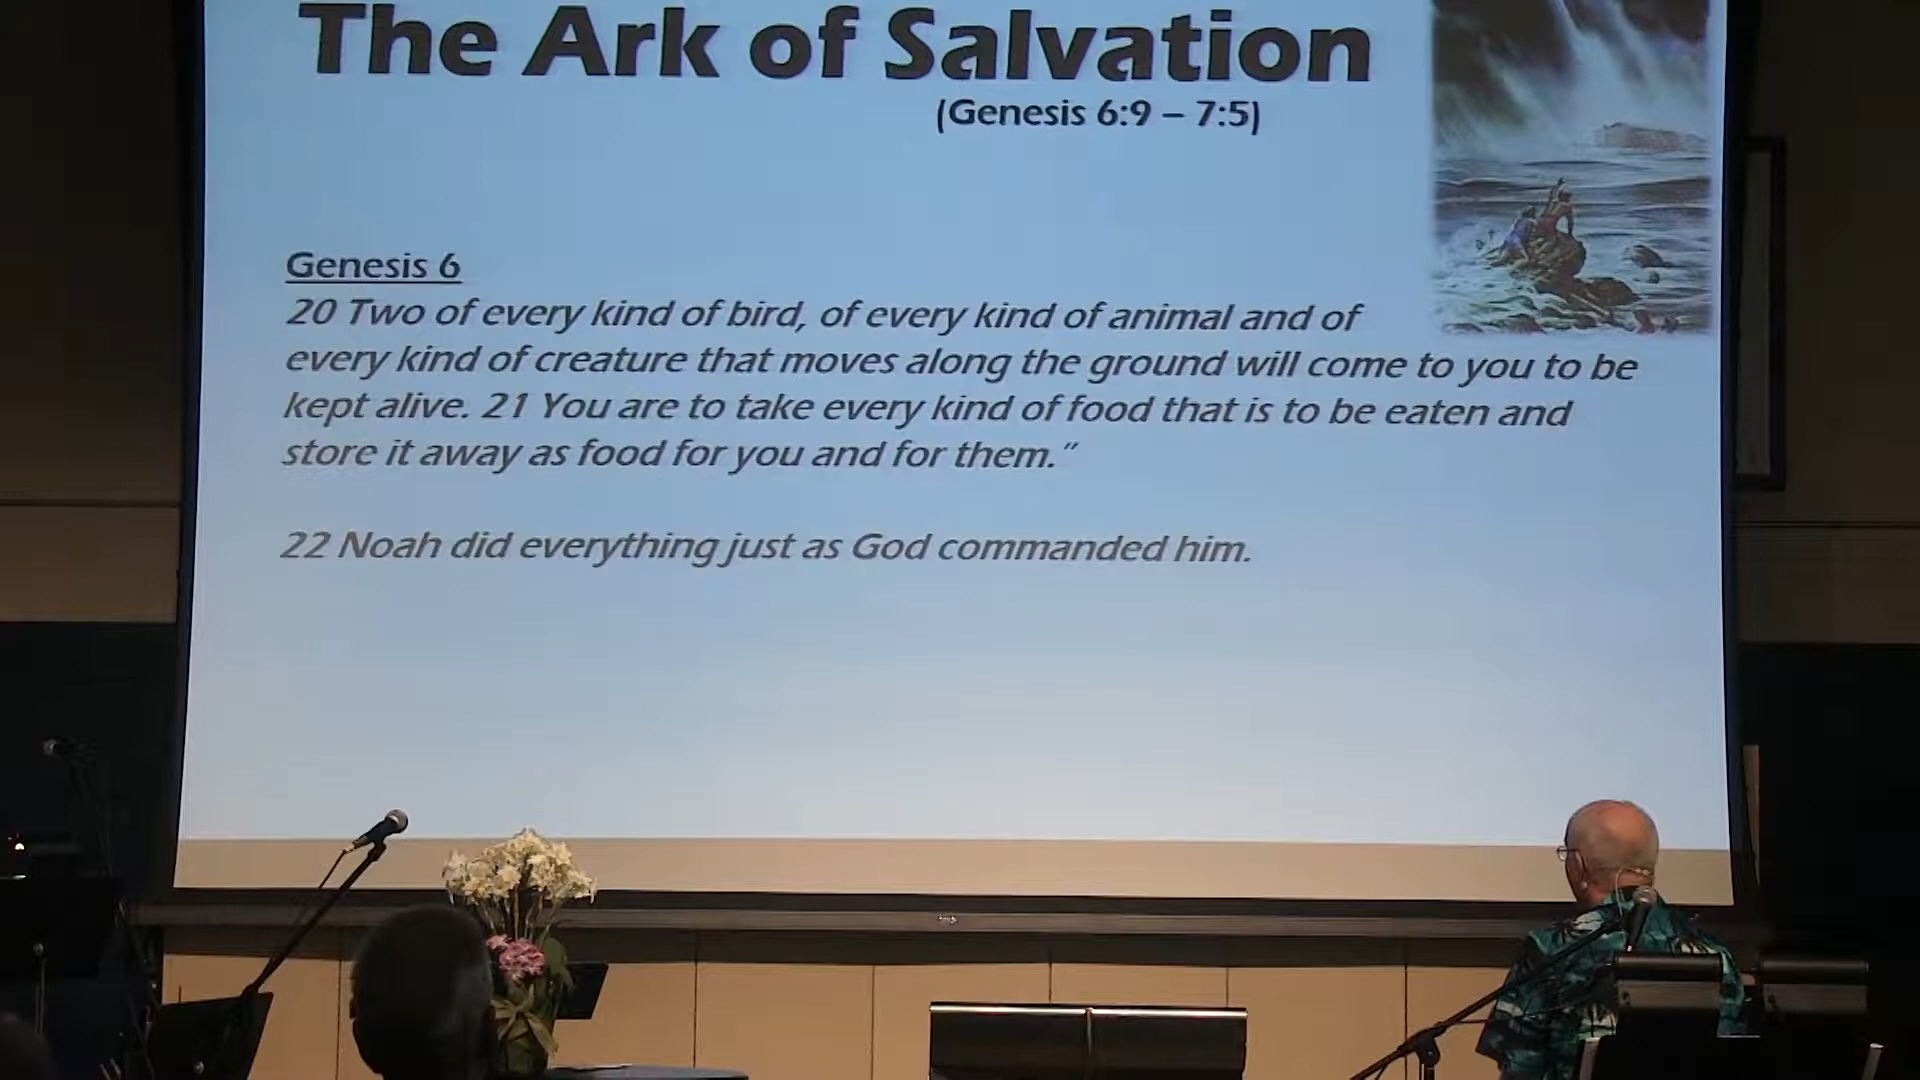 The Ark of Salvation
(Genesis 6:9 – 7:5)
Genesis 6
20 Two of every kind of bird, of every kind of animal and of
every kind of creature that moves along the ground will come to you to be
kept alive. 21 You are to take every kind of food that is to be eaten and
store it away as food for you and for them.”
22 Noah did everything just as God commanded him.